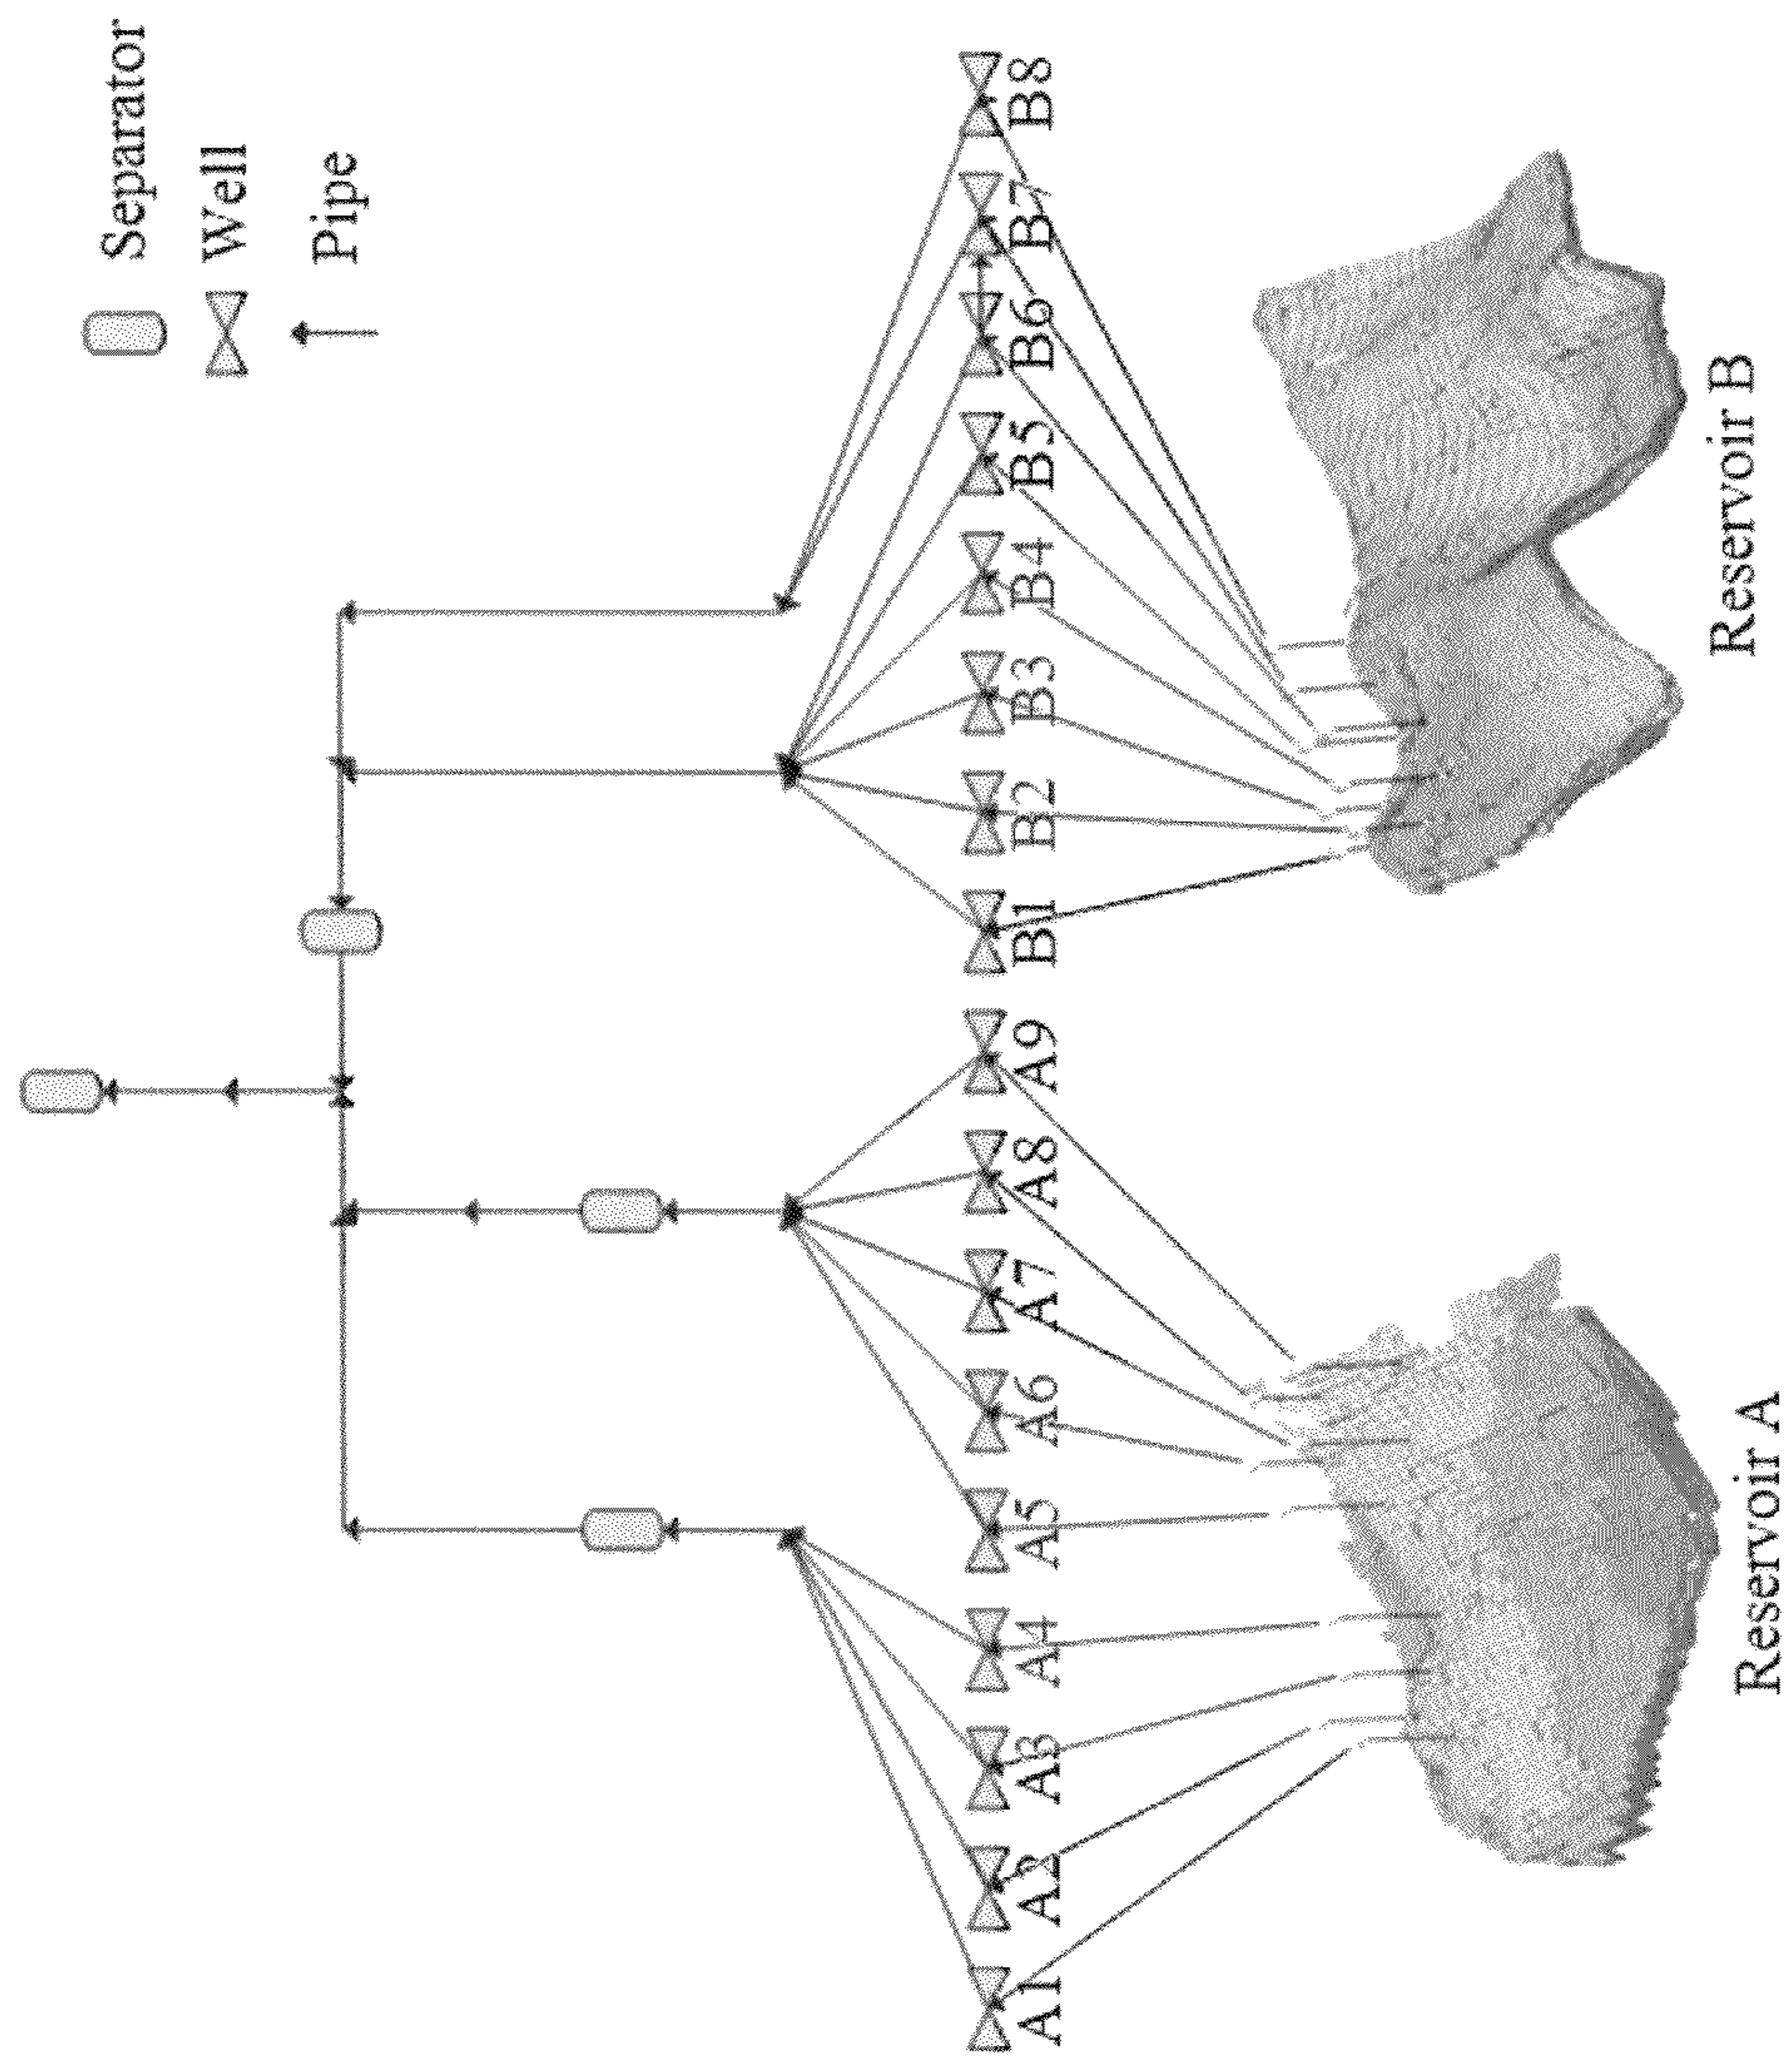 Separator
Well
Pipe
A1
A2
A3
A4
A5
A6
A7
A8
A9
B1
B2
B3
B4
B5
B6
B7
B8
Reservoir A
Reservoir B